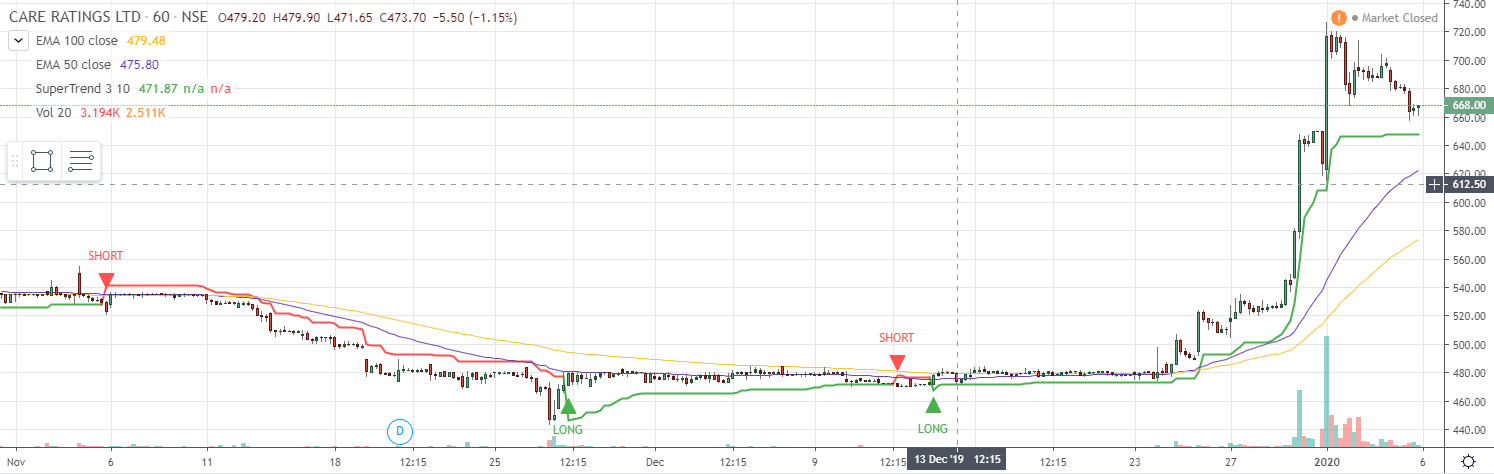 CARE RATINGS LTD · 60 · NSE O479.20 H479.90 L471.65 C473.70 −5.50 (−1.15%)
! Market Closed
EMA 100 close 479.48
EMA 50 close 475.80
SuperTrend 3 10 471.87 n/a n/a
Vol 20 3.194K 2.511K
740.00
720.00
700.00
680.00
668.00
660.00
640.00
620.00
612.50
600.00
580.00
560.00
540.00
520.00
500.00
480.00
460.00
440.00
SHORT
SHORT
LONG
LONG
D
Nov 6 11 18 12:15 25 12:15 Dec 9 12:15 13 Dec '19 12:15 12:15 23 27 2020 6